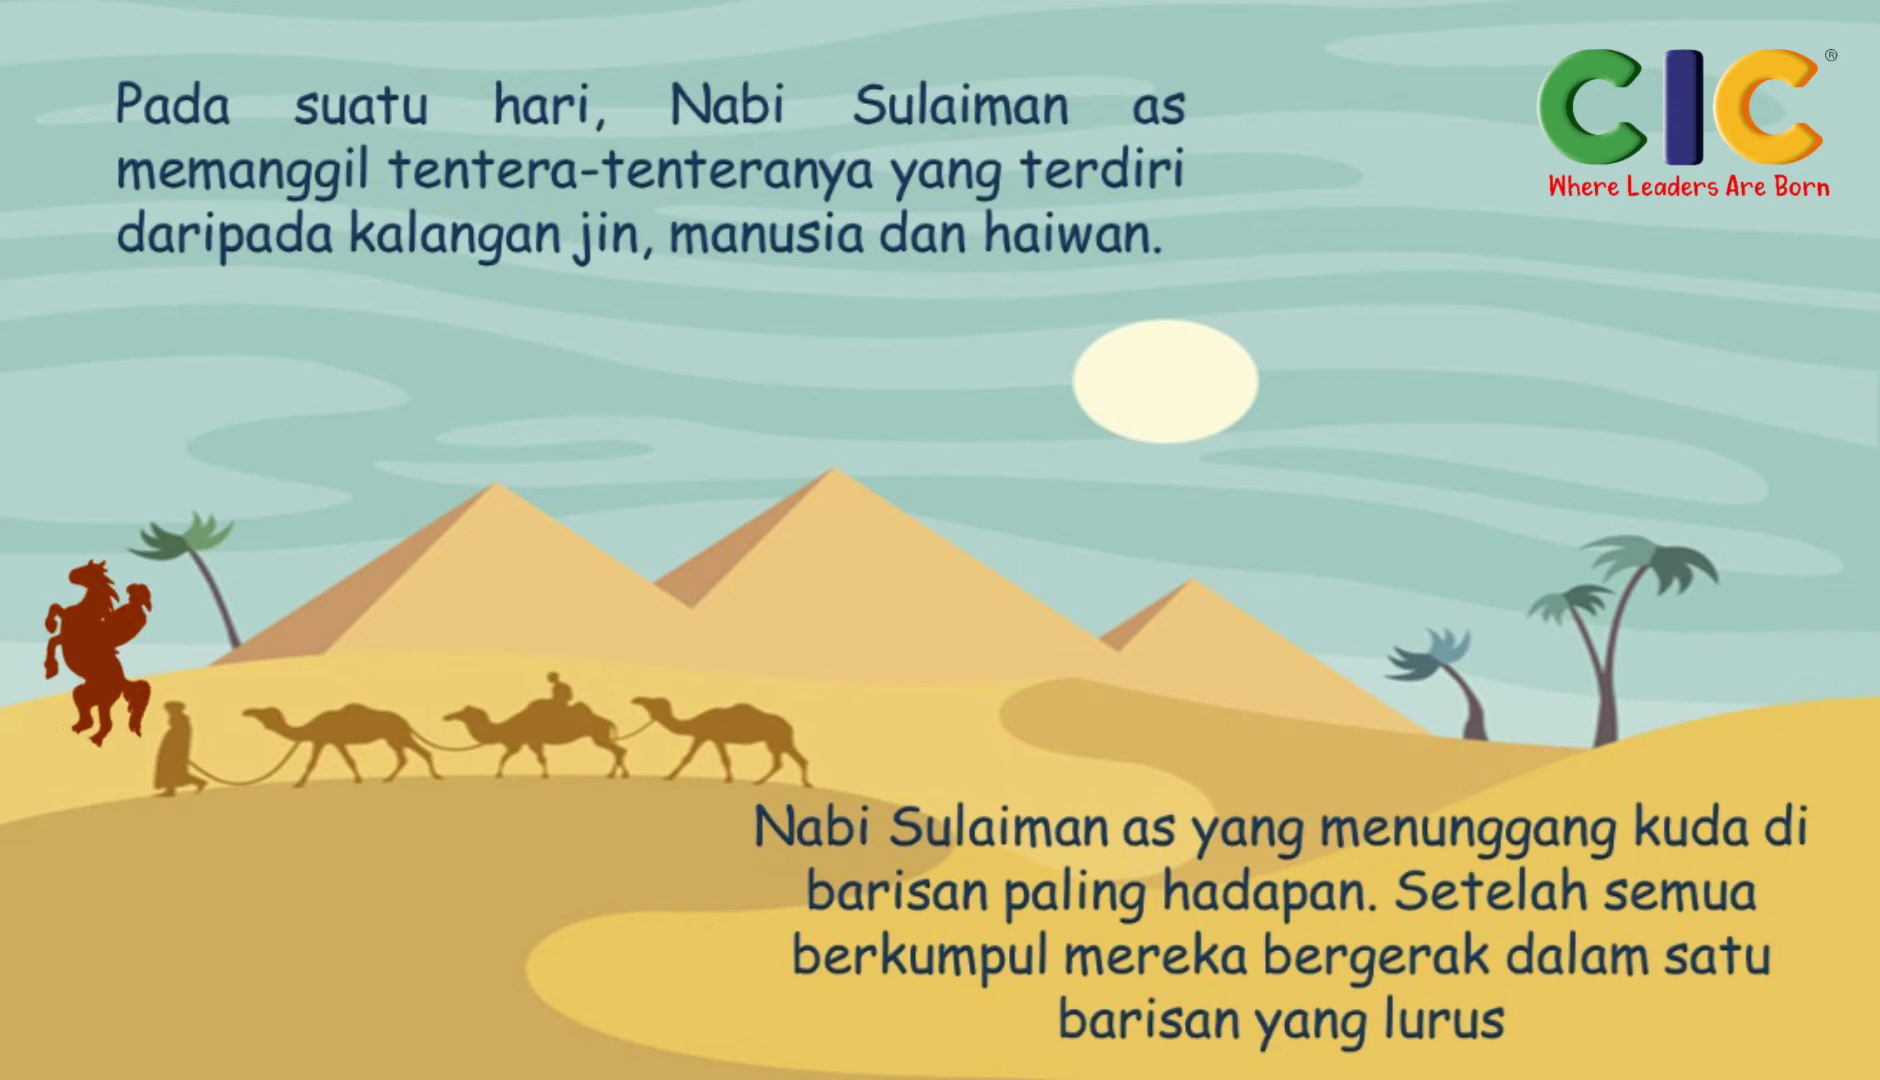 Pada suatu hari, Nabi Sulaiman as
memanggil tentera-tenteranya yang terdiri
daripada kalangan jin, manusia dan haiwan.
CIC®
Where Leaders Are Born
Nabi Sulaiman as yang menunggang kuda di
barisan paling hadapan. Setelah semua
berkumpul mereka bergerak dalam satu
barisan yang lurus